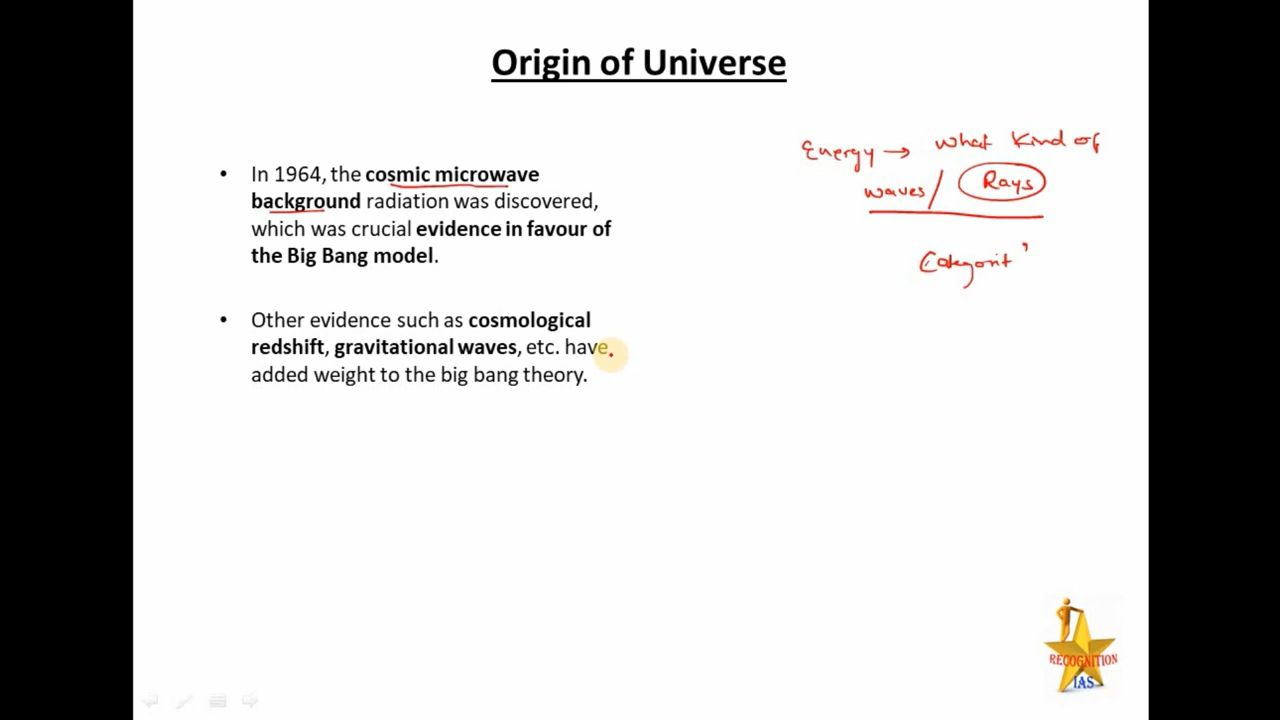 Origin of Universe
• In 1964, the cosmic microwave
background radiation was discovered,
which was crucial evidence in favour of
the Big Bang model.
• Other evidence such as cosmological
redshift, gravitational waves, etc. have
added weight to the big bang theory.
Energy → What Kind of
waves / Rays
RECOGNITION
IAS